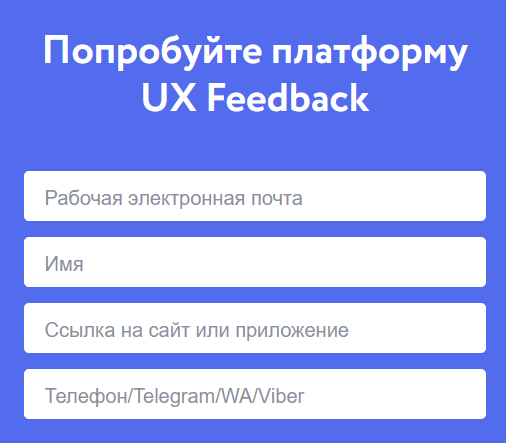 Попробуйте платформу
UX Feedback
Рабочая электронная почта
Имя
Ссылка на сайт или приложение
Телефон/Telegram/WA/Viber